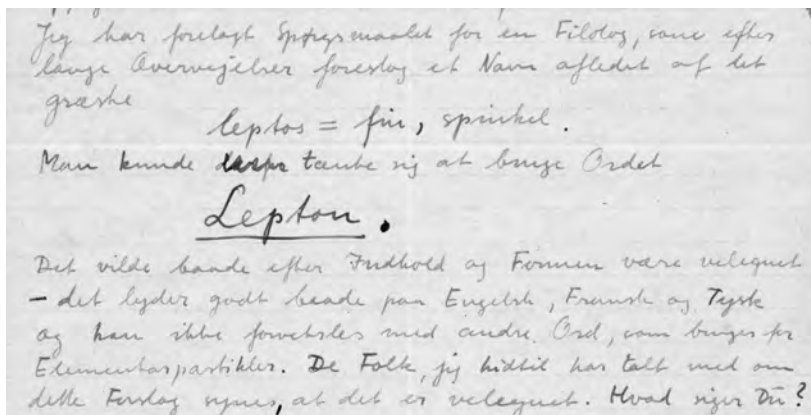 Jeg har forelagt Spørgsmaalet for en Filolog, som efter
lange Overvejelser foreslog et Navn afledet af det
græske
leptos = fin, spinkel.
Man kunde derfor tænke sig at bruge Ordet
Lepton.
Det vilde baade efter Indhold og Formen være velegnet
– det lyder godt baade paa Engelsk, Fransk og Tysk
og kan ikke forveksles med andre Ord, som bruges for
Elementarpartikler. De Folk, jeg hidtil har talt med om
dette Forslag synes, at det er velegnet. Hvad siger Du?